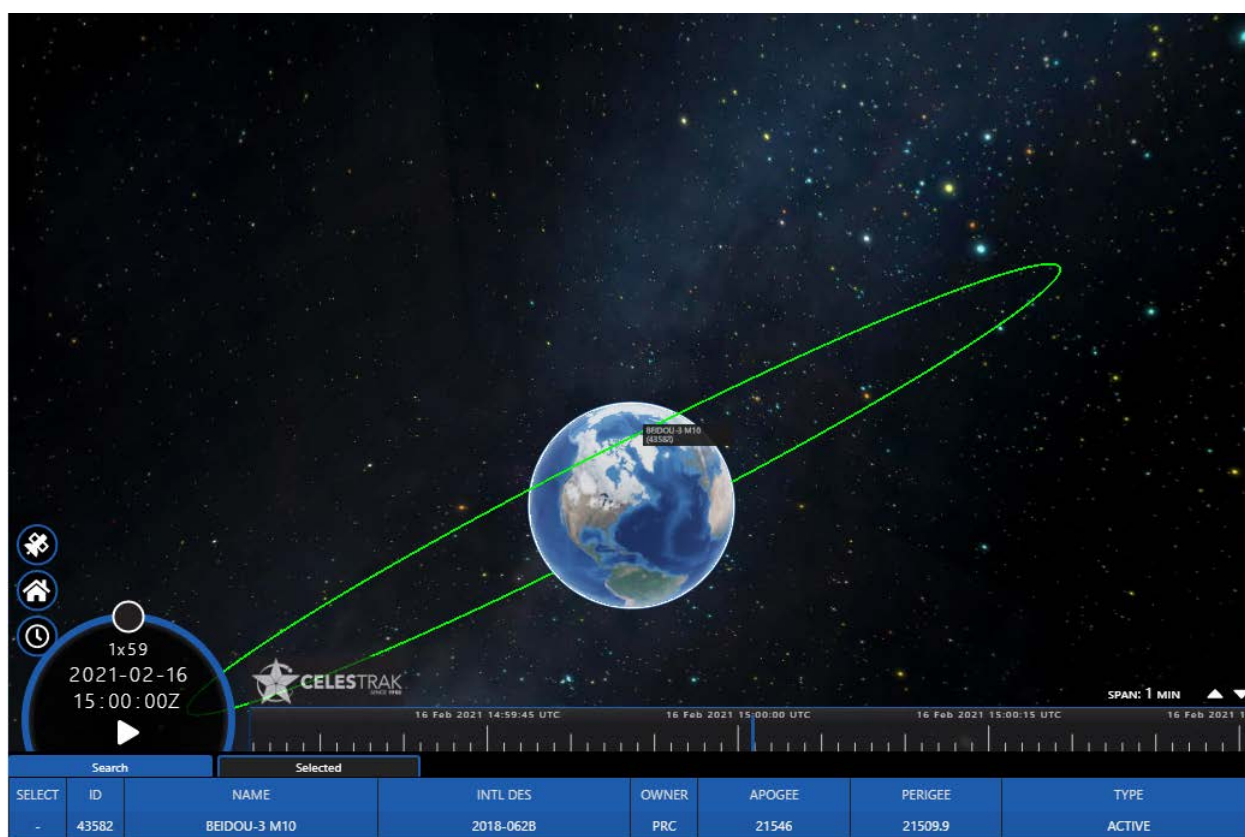 BEIDOU-3 M10
(43582)
1x59
2021-02-16
15:00:00Z
CELESTRAK
SINCE 1985
SPAN: 1 MIN
16 Feb 2021 14:59:45 UTC 16 Feb 2021 15:00:00 UTC 16 Feb 2021 15:00:15 UTC 16 Feb 2021 1
Search Selected
SELECT ID NAME INTL DES OWNER APOGEE PERIGEE TYPE
- 43582 BEIDOU-3 M10 2018-062B PRC 21546 21509.9 ACTIVE